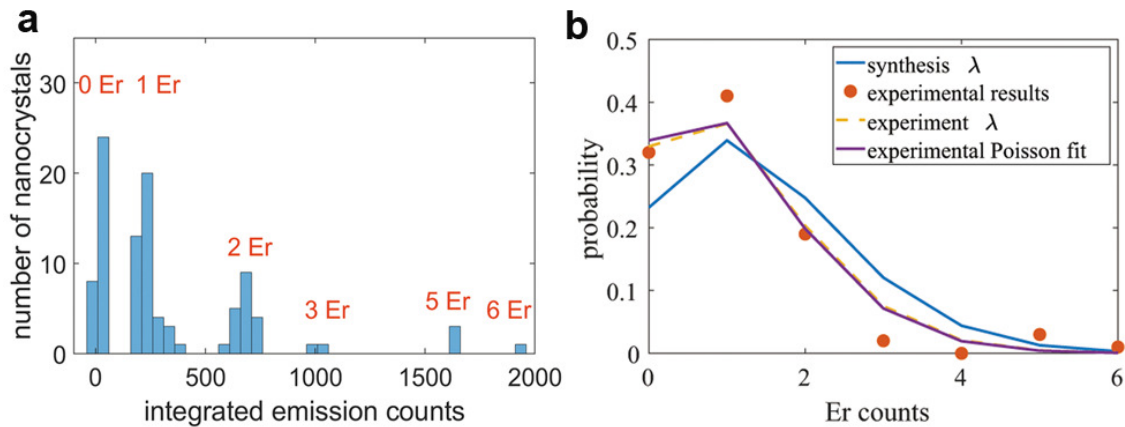 a
number of nanocrystals
30
20
10
0
0 Er 1 Er
2 Er
3 Er
5 Er 6 Er
0 500 1000 1500 2000
integrated emission counts
b
probability
0.5
0.4
0.3
0.2
0.1
0
synthesis λ
experimental results
experiment λ
experimental Poisson fit
0 2 4 6
Er counts